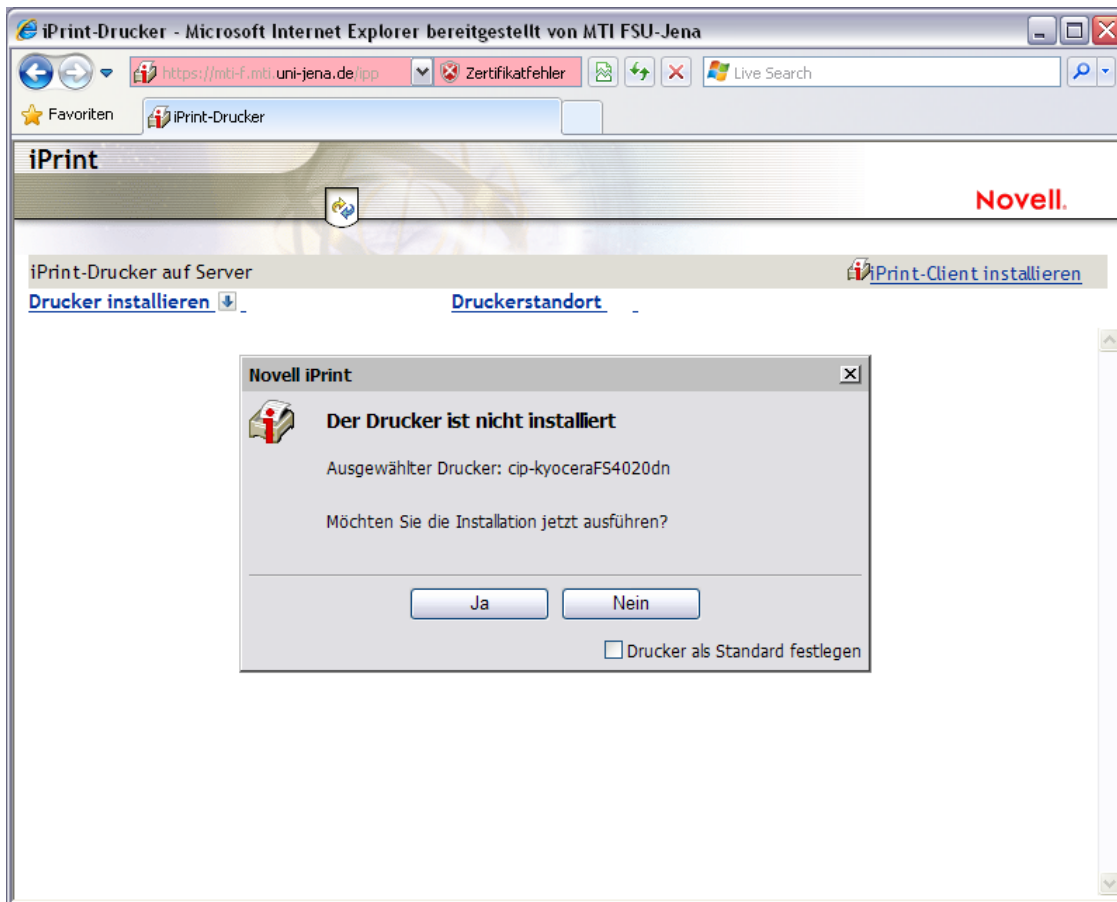 iPrint-Drucker - Microsoft Internet Explorer bereitgestellt von MTI FSU-Jena
https://mti-f.mti.uni-jena.de/ipp Zertifikatfehler Live Search
Favoriten iPrint-Drucker
iPrint
Novell.
iPrint-Drucker auf Server iPrint-Client installieren
Drucker installieren Druckerstandort
Novell iPrint
Der Drucker ist nicht installiert
Ausgewählter Drucker: cip-kyoceraFS4020dn
Möchten Sie die Installation jetzt ausführen?
Ja Nein
Drucker als Standard festlegen